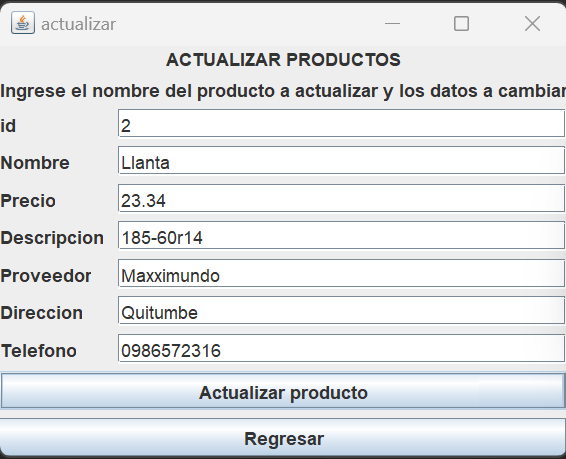 actualizar
ACTUALIZAR PRODUCTOS
Ingrese el nombre del producto a actualizar y los datos a cambiar
id 2
Nombre Llanta
Precio 23.34
Descripcion 185-60r14
Proveedor Maxximundo
Direccion Quitumbe
Telefono 0986572316
Actualizar producto
Regresar